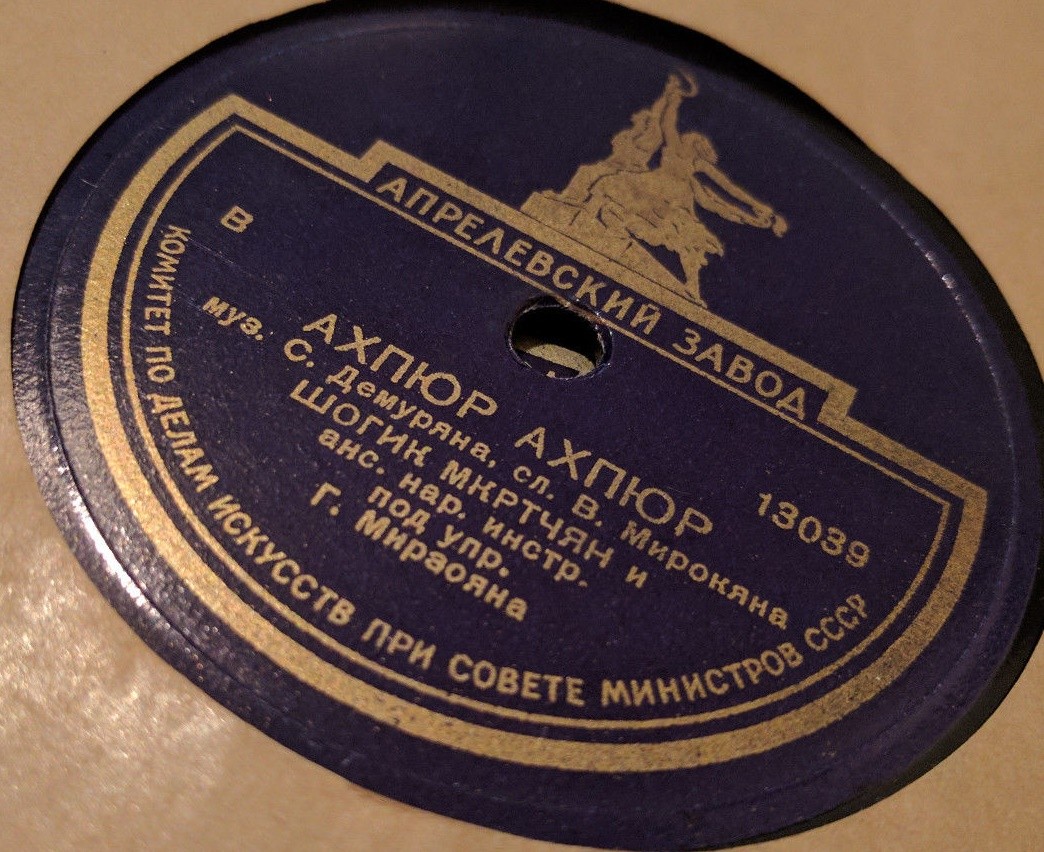 АПРЕЛЕВСКИЙ ЗАВОД
В
АХПЮР АХПЮР
13039
муз. С. Демуряна, сл. В. Мирокяна
ШОГИК МКРТЧЯН и
анс. нар. инстр.
под упр.
Г. Мираояна
КОМИТЕТ ПО ДЕЛАМ ИСКУССТВ ПРИ СОВЕТЕ МИНИСТРОВ СССР